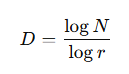 D = log N / log r